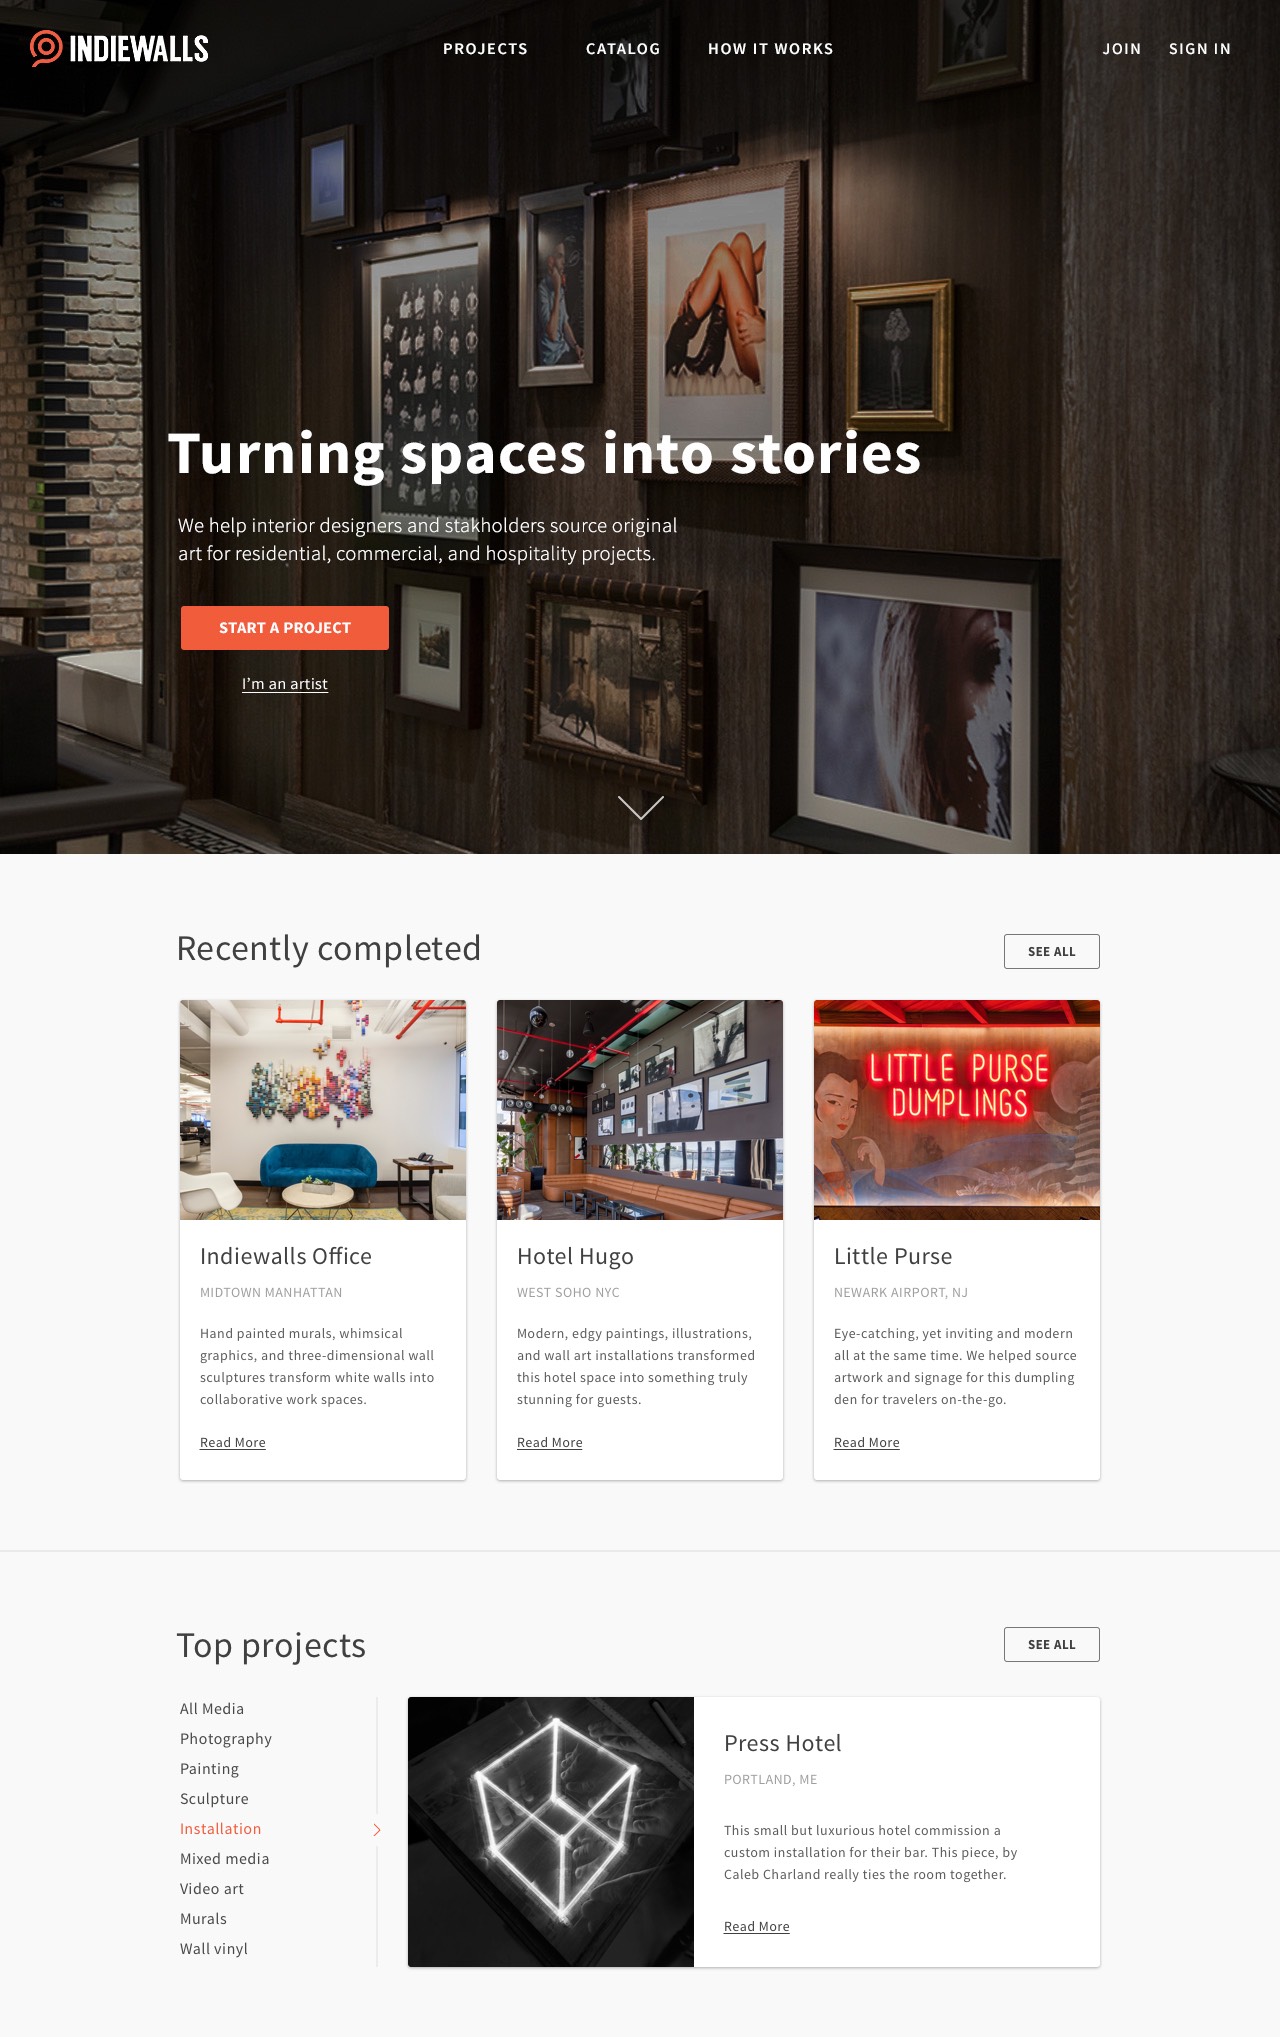 INDIEWALLS
PROJECTS CATALOG HOW IT WORKS JOIN SIGN IN
Turning spaces into stories
We help interior designers and stakholders source original
art for residential, commercial, and hospitality projects.
START A PROJECT
I'm an artist
Recently completed
SEE ALL
LITTLE PURSE
DUMPLINGS
Indiewalls Office
MIDTOWN MANHATTAN
Hand painted murals, whimsical
graphics, and three-dimensional wall
sculptures transform white walls into
collaborative work spaces.
Read More
Hotel Hugo
WEST SOHO NYC
Modern, edgy paintings, illustrations,
and wall art installations transformed
this hotel space into something truly
stunning for guests.
Read More
Little Purse
NEWARK AIRPORT, NJ
Eye-catching, yet inviting and modern
all at the same time. We helped source
artwork and signage for this dumpling
den for travelers on-the-go.
Read More
Top projects
SEE ALL
All Media
Photography
Painting
Sculpture
Installation
Mixed media
Video art
Murals
Wall vinyl
Press Hotel
PORTLAND, ME
This small but luxurious hotel commission a
custom installation for their bar. This piece, by
Caleb Charland really ties the room together.
Read More